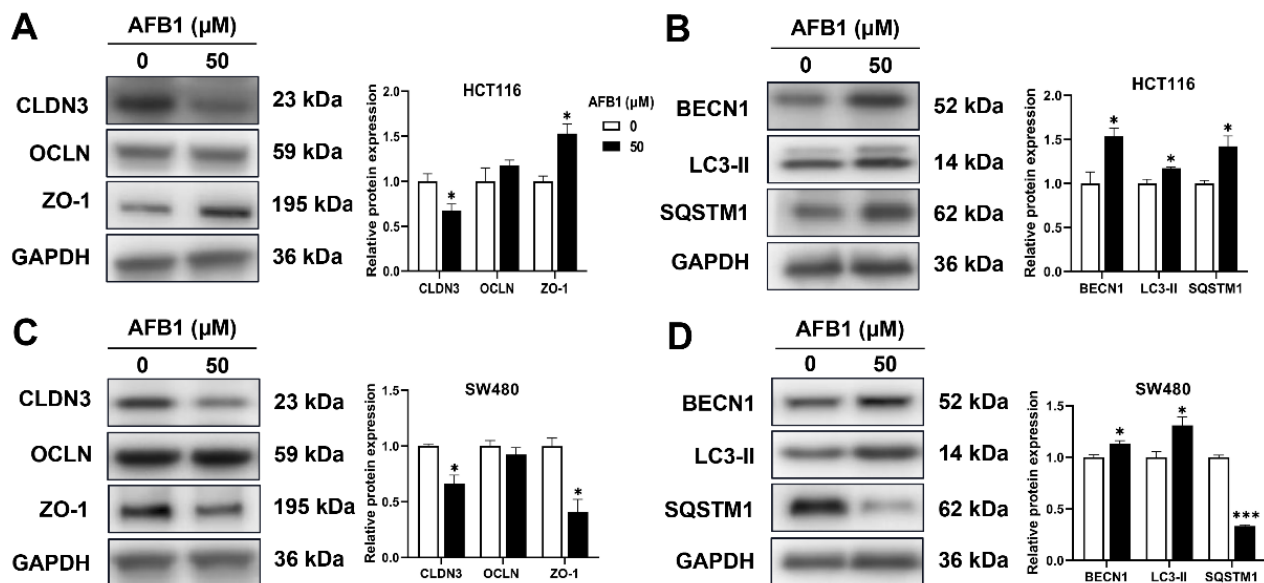 A
AFB1 (μM)
0 50
CLDN3 23 kDa
OCLN 59 kDa
ZO-1 195 kDa
GAPDH 36 kDa
HCT116
AFB1 (μM)
0
50
Relative protein expression
2.0
1.5
1.0
0.5
0.0
* *
CLDN3 OCLN ZO-1
B
AFB1 (μM)
0 50
BECN1 52 kDa
LC3-II 14 kDa
SQSTM1 62 kDa
GAPDH 36 kDa
HCT116
Relative protein expression
2.0
1.5
1.0
0.5
0.0
* * *
BECN1 LC3-II SQSTM1
C
AFB1 (μM)
0 50
CLDN3 23 kDa
OCLN 59 kDa
ZO-1 195 kDa
GAPDH 36 kDa
SW480
Relative protein expression
1.5
1.0
0.5
0.0
* *
CLDN3 OCLN ZO-1
D
AFB1 (μM)
0 50
BECN1 52 kDa
LC3-II 14 kDa
SQSTM1 62 kDa
GAPDH 36 kDa
SW480
Relative protein expression
1.5
1.0
0.5
0.0
* * ***
BECN1 LC3-II SQSTM1